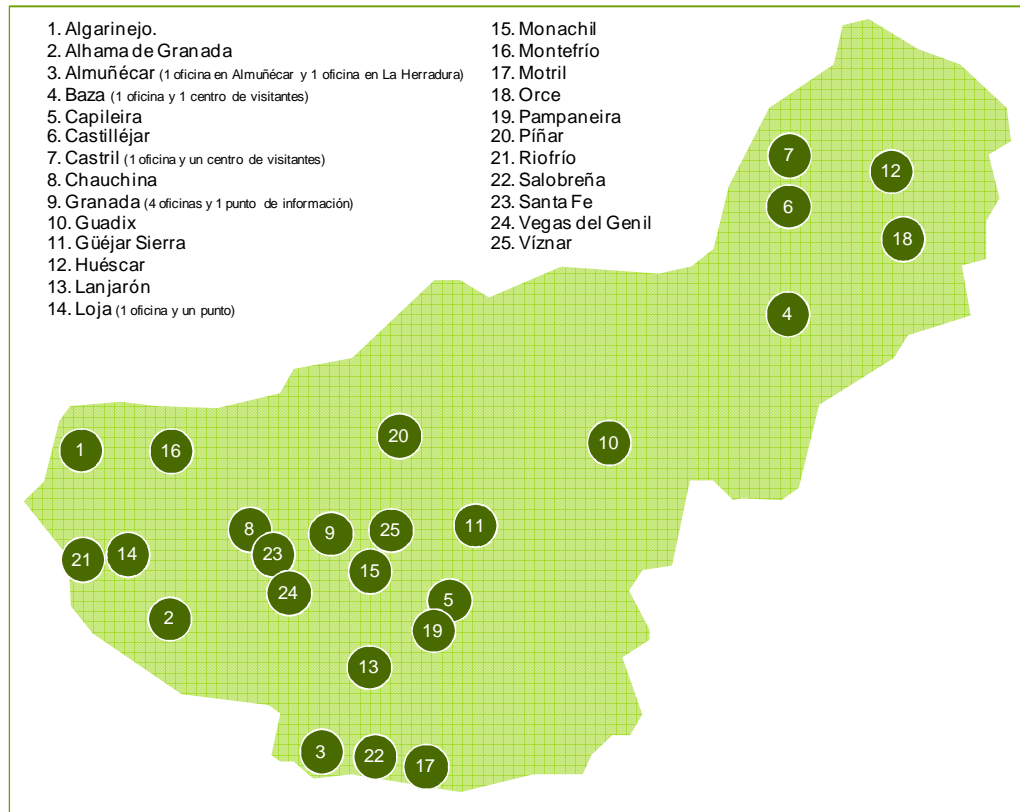 1. Algarinejo.
2. Alhama de Granada
3. Almuñécar (1 oficina en Almuñécar y 1 oficina en La Herradura)
4. Baza (1 oficina y 1 centro de visitantes)
5. Capileira
6. Castilléjar
7. Castril (1 oficina y un centro de visitantes)
8. Chauchina
9. Granada (4 oficinas y 1 punto de información)
10. Guadix
11. Güéjar Sierra
12. Huéscar
13. Lanjarón
14. Loja (1 oficina y un punto)
15. Monachil
16. Montefrío
17. Motril
18. Orce
19. Pampaneira
20. Píñar
21. Riofrío
22. Salobreña
23. Santa Fe
24. Vegas del Genil
25. Víznar
7
12
6
18
4
20
10
1
16
8
9
25
11
23
14
21
15
24
5
2
19
13
3
22
17